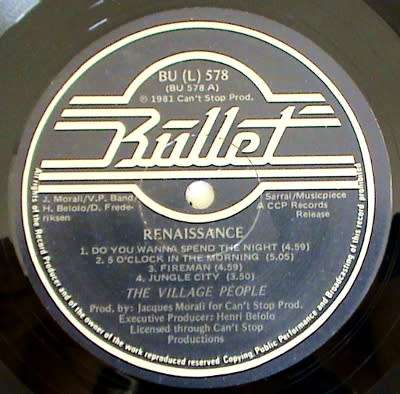 BU (L) 578
(BU 578 A)
℗ 1981 Can't Stop Prod.
Bullet
J. Morali/V.P. Band/
H. Belolo/D. Frede-
riksen
Sarral/Musicpiece
A CCP Records
Release
RENAISSANCE
1. DO YOU WANNA SPEND THE NIGHT (4.59)
2. 5 O'CLOCK IN THE MORNING (5.05)
3. FIREMAN (4.59)
4. JUNGLE CITY (3.50)
THE VILLAGE PEOPLE
Prod. by: Jacques Morali for Can't Stop Prod.
Executive Producer: Henri Belolo
Licensed through Can't Stop
Productions
All rights of the Record Producer and of the owner of the work reproduced reserved Copying, Public Performance and Broadcasting of this record prohibited